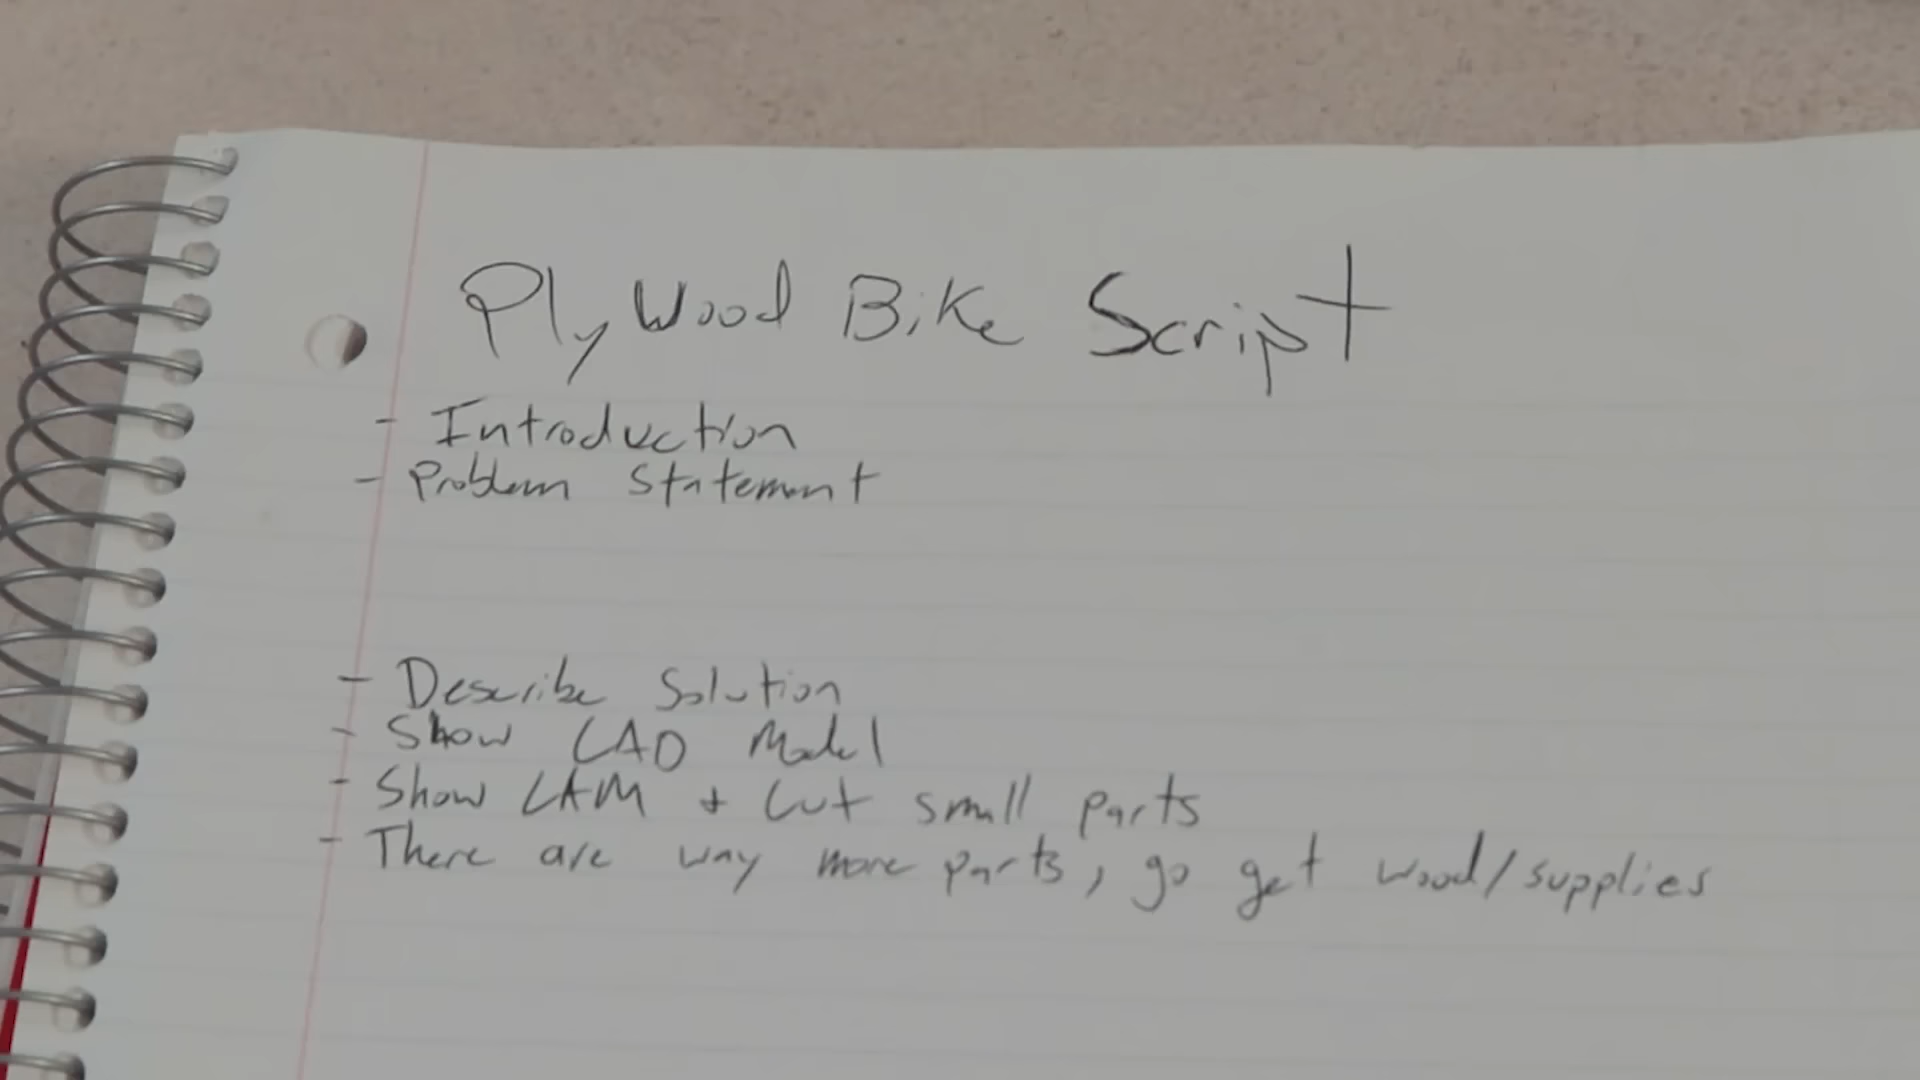 Plywood Bike Script
- Introduction
- Problem Statement
- Describe Solution
- Show CAD Model
- Show CAM + Cut small parts
- There are way more parts, go get wood/supplies